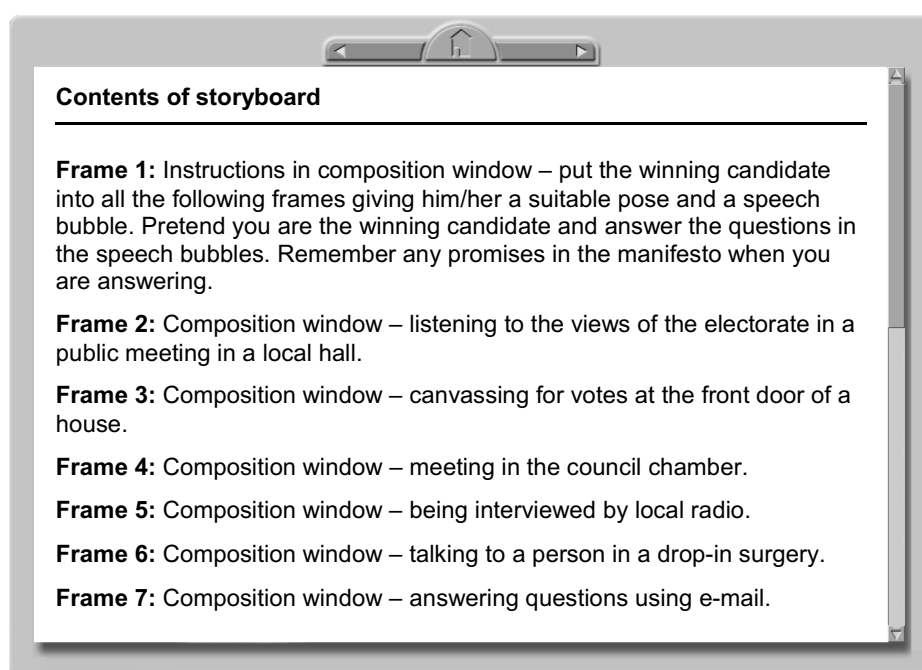 Contents of storyboard
Frame 1: Instructions in composition window – put the winning candidate
into all the following frames giving him/her a suitable pose and a speech
bubble. Pretend you are the winning candidate and answer the questions in
the speech bubbles. Remember any promises in the manifesto when you
are answering.
Frame 2: Composition window – listening to the views of the electorate in a
public meeting in a local hall.
Frame 3: Composition window – canvassing for votes at the front door of a
house.
Frame 4: Composition window – meeting in the council chamber.
Frame 5: Composition window – being interviewed by local radio.
Frame 6: Composition window – talking to a person in a drop-in surgery.
Frame 7: Composition window – answering questions using e-mail.